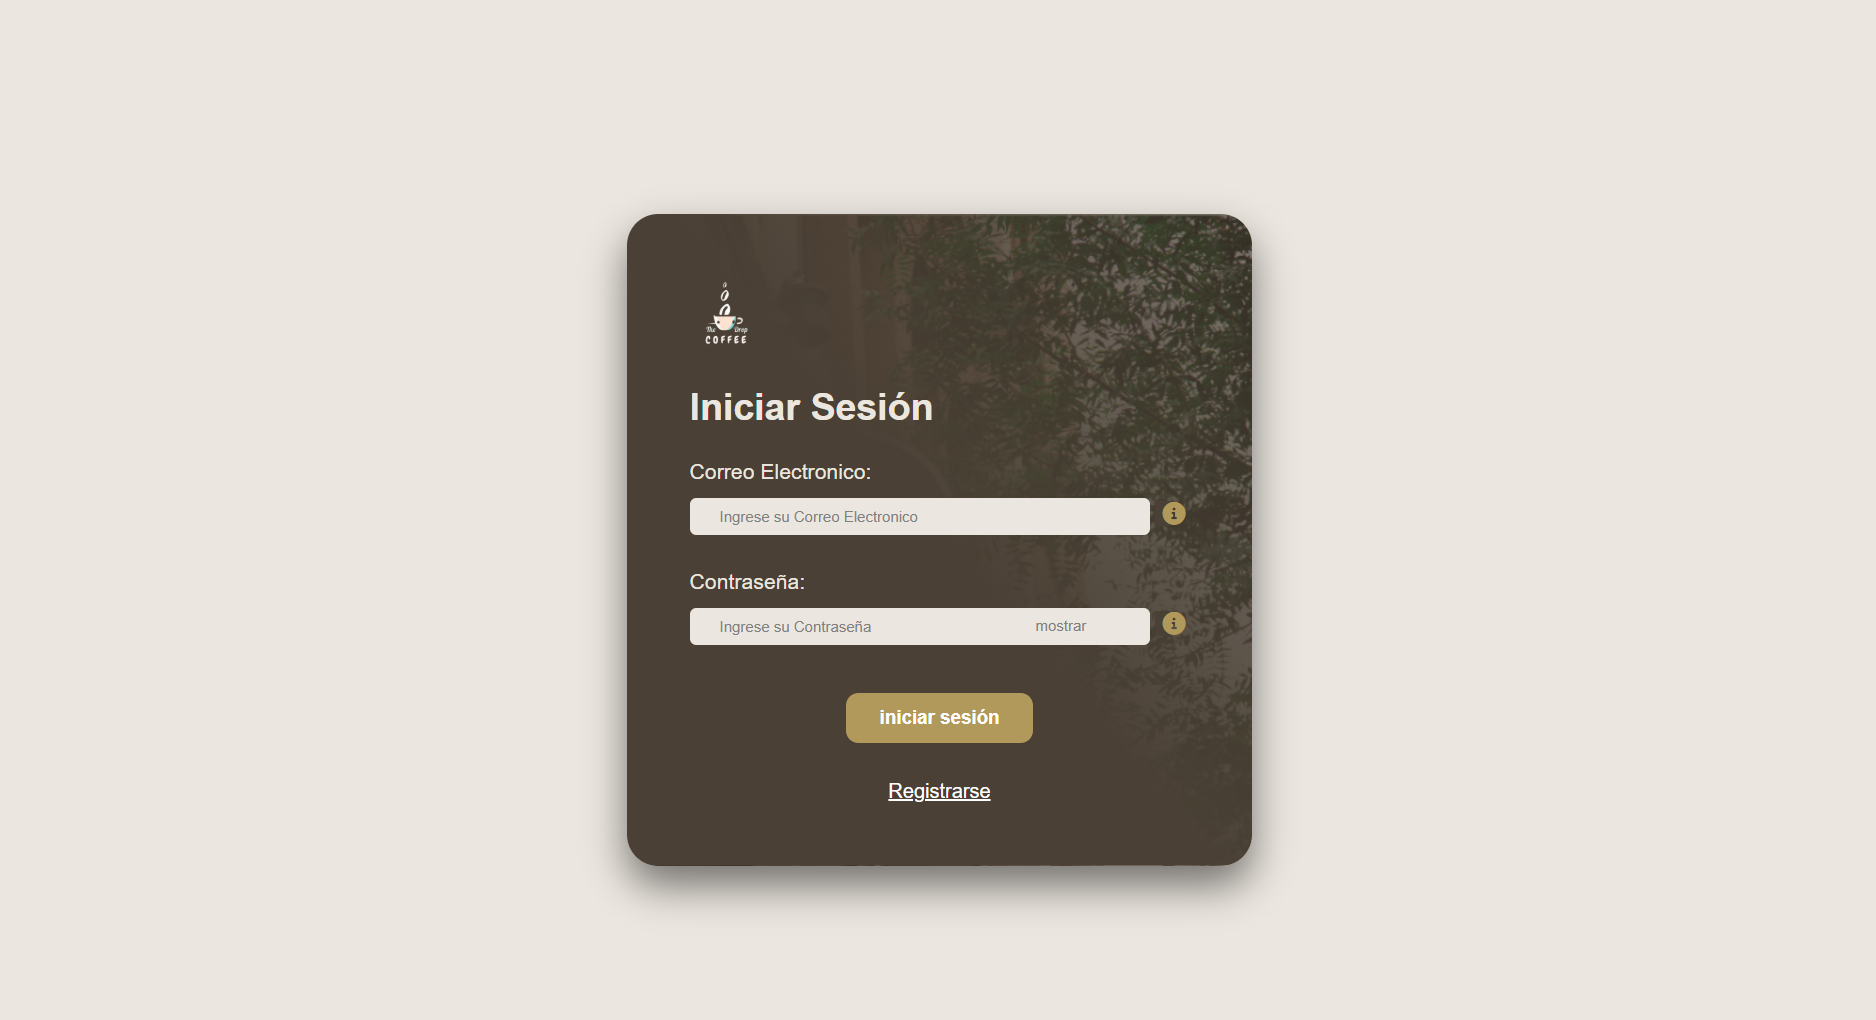 The Drop
COFFEE
Iniciar Sesión
Correo Electronico:
Ingrese su Correo Electronico
Contraseña:
Ingrese su Contraseña mostrar
iniciar sesión
Registrarse